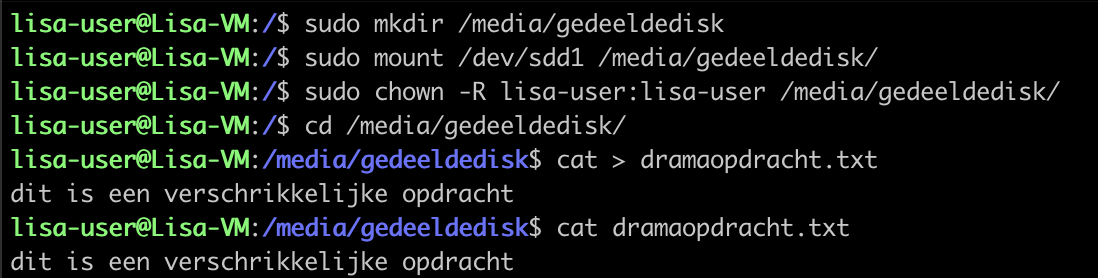 lisa-user@Lisa-VM:/$ sudo mkdir /media/gedeeldedisk
lisa-user@Lisa-VM:/$ sudo mount /dev/sdd1 /media/gedeeldedisk/
lisa-user@Lisa-VM:/$ sudo chown -R lisa-user:lisa-user /media/gedeeldedisk/
lisa-user@Lisa-VM:/$ cd /media/gedeeldedisk/
lisa-user@Lisa-VM:/media/gedeeldedisk$ cat > dramaopdracht.txt
dit is een verschrikkelijke opdracht
lisa-user@Lisa-VM:/media/gedeeldedisk$ cat dramaopdracht.txt
dit is een verschrikkelijke opdracht